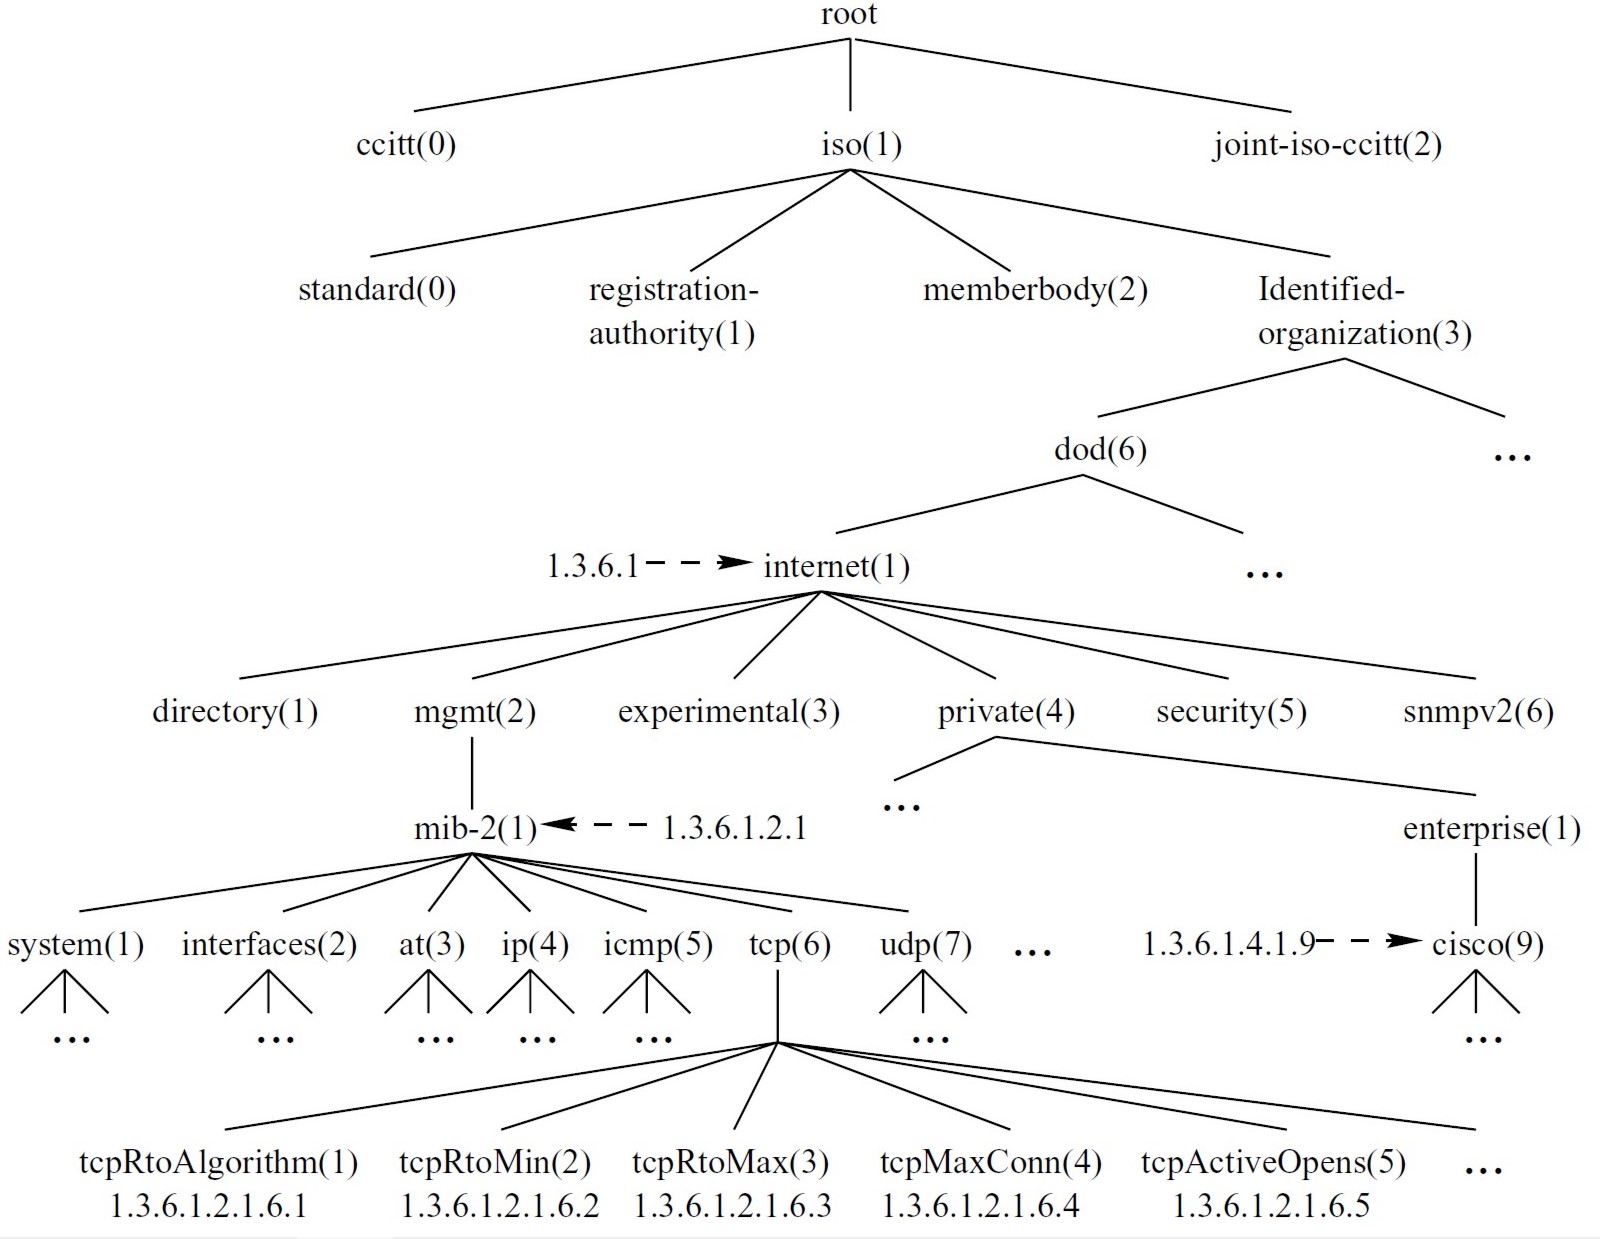 root
ccitt(0)
iso(1)
joint-iso-ccitt(2)
standard(0)
registration-
authority(1)
memberbody(2)
Identified-
organization(3)
dod(6)
...
1.3.6.1
internet(1)
...
directory(1)
mgmt(2)
experimental(3)
private(4)
security(5)
snmpv2(6)
...
mib-2(1)
1.3.6.1.2.1
enterprise(1)
system(1)
interfaces(2)
at(3)
ip(4)
icmp(5)
tcp(6)
udp(7)
...
1.3.6.1.4.1.9
cisco(9)
...
...
...
...
...
...
...
tcpRtoAlgorithm(1)
1.3.6.1.2.1.6.1
tcpRtoMin(2)
1.3.6.1.2.1.6.2
tcpRtoMax(3)
1.3.6.1.2.1.6.3
tcpMaxConn(4)
1.3.6.1.2.1.6.4
tcpActiveOpens(5)
1.3.6.1.2.1.6.5
...